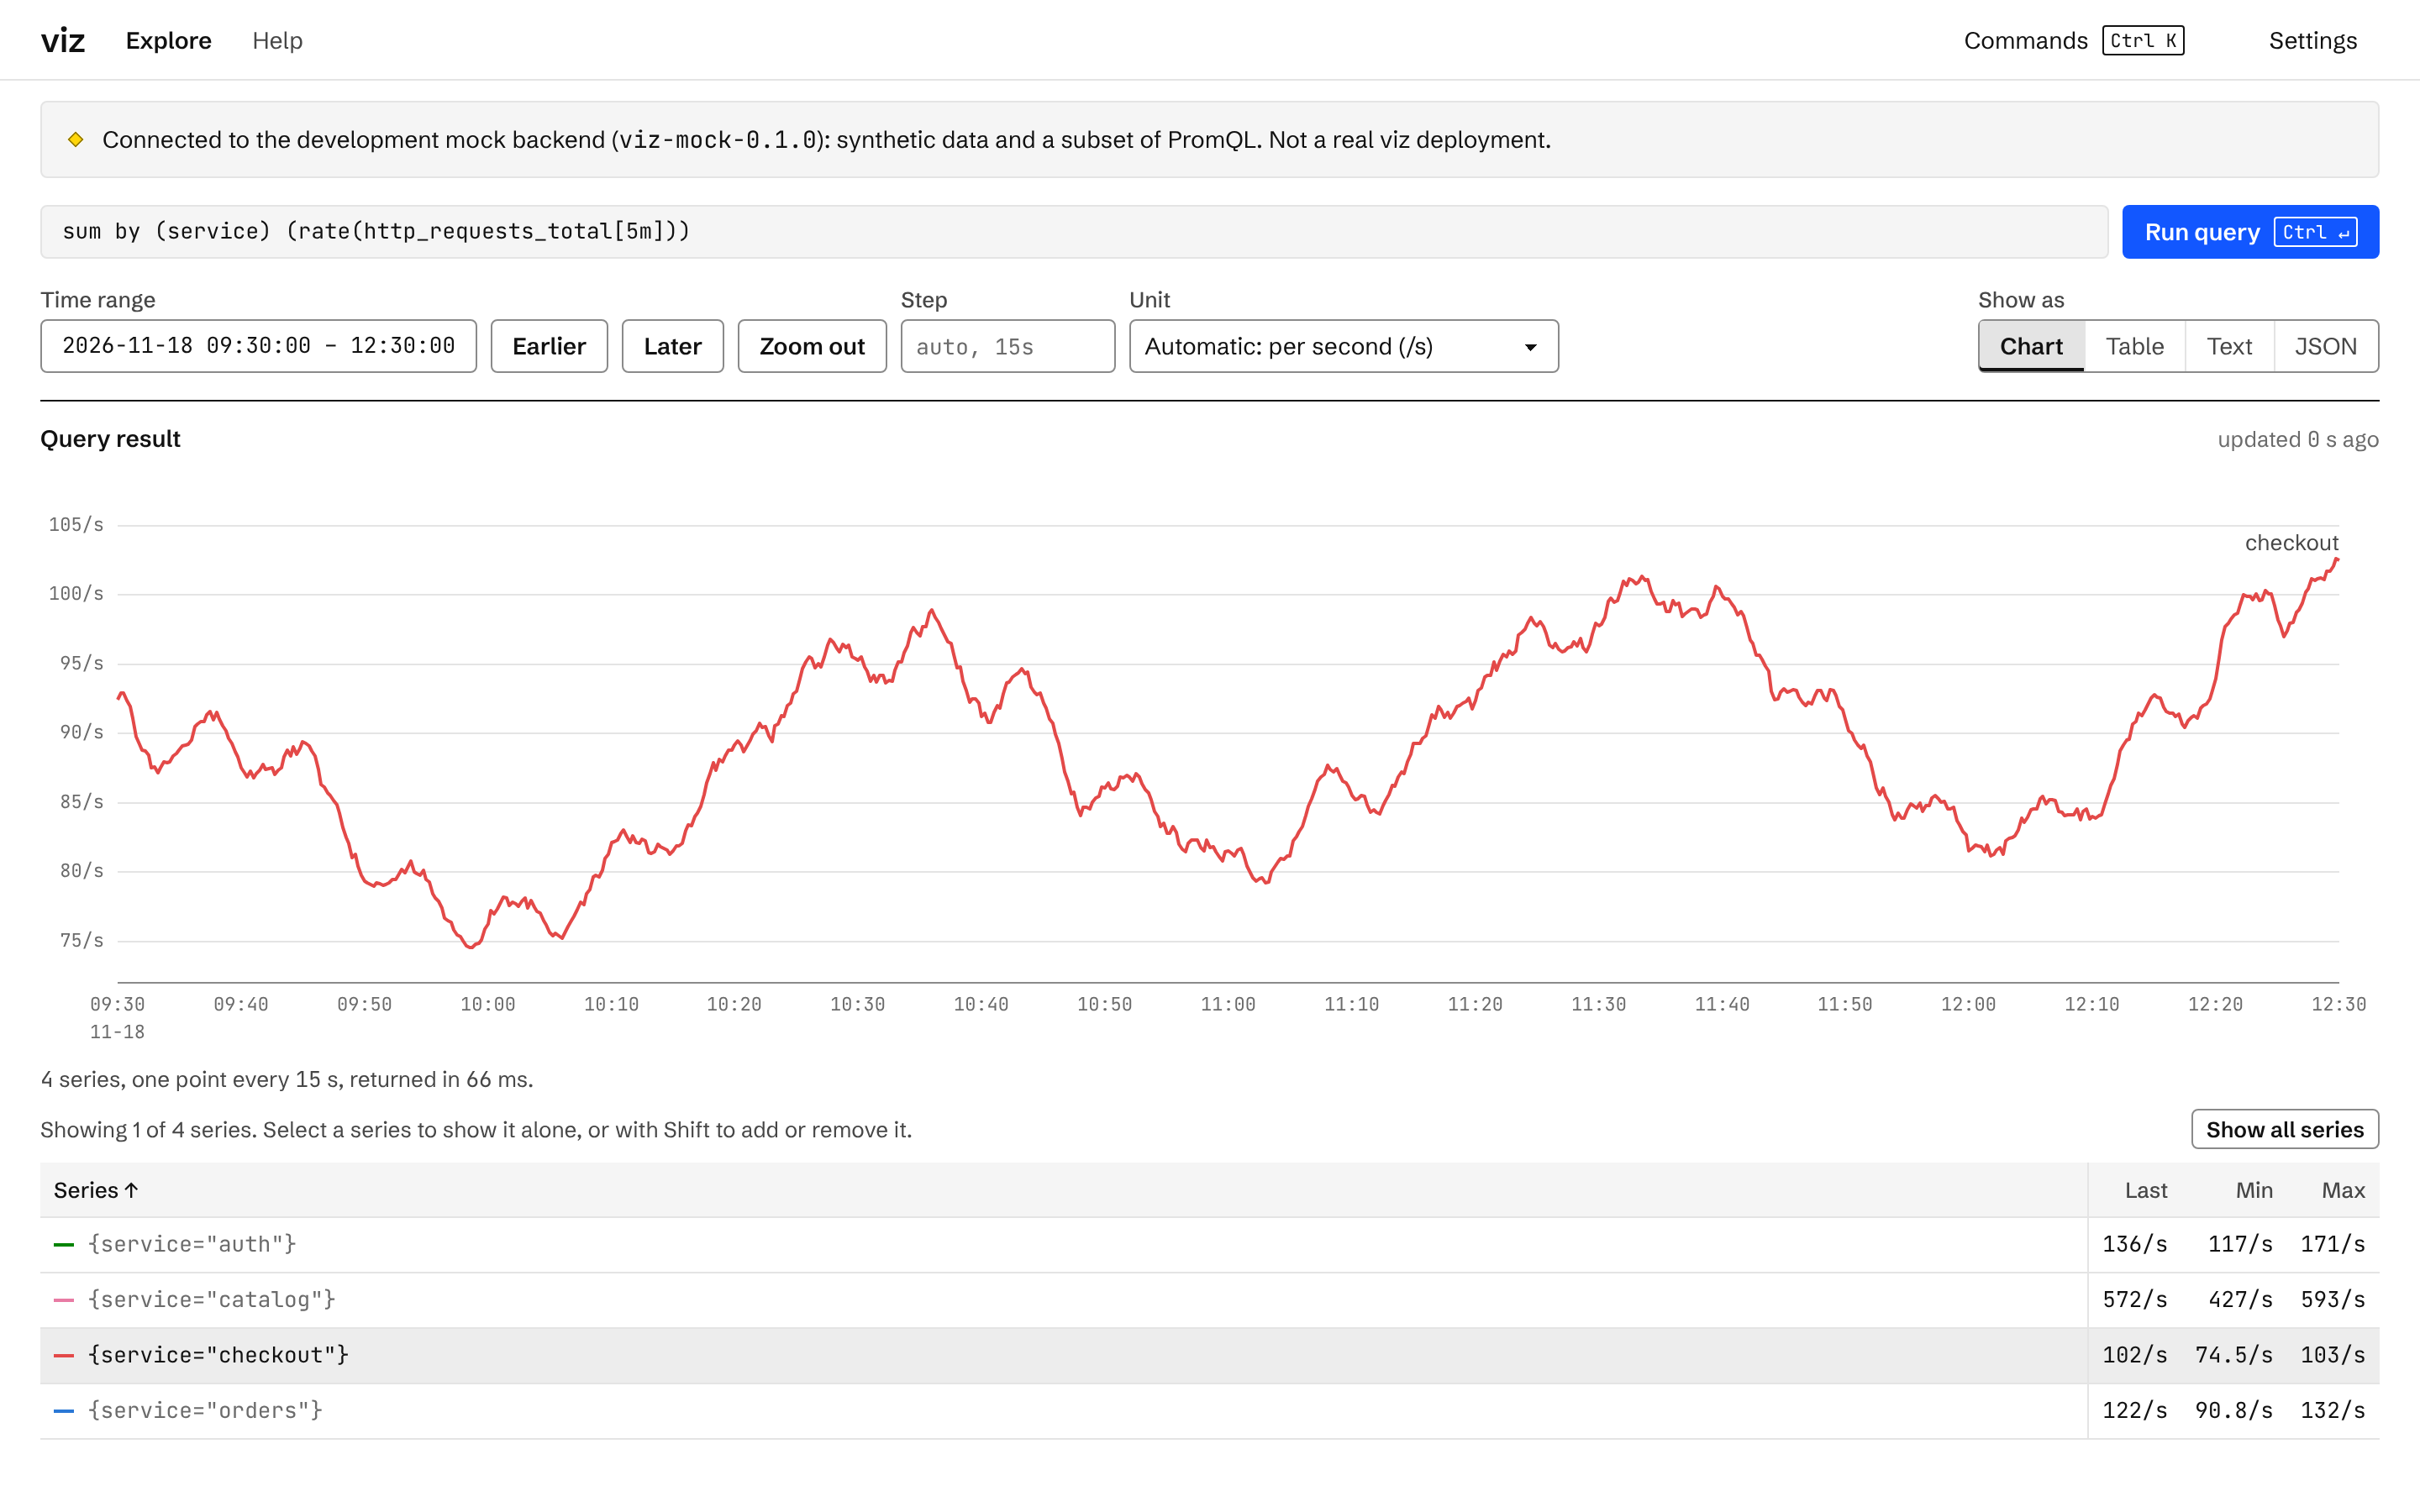 viz Explore Help Commands Ctrl K Settings
Connected to the development mock backend (viz-mock-0.1.0): synthetic data and a subset of PromQL. Not a real viz deployment.
sum by (service) (rate(http_requests_total[5m])) Run query Ctrl ↵
Time range Step Unit Show as
2026-11-18 09:30:00 – 12:30:00 Earlier Later Zoom out auto, 15s Automatic: per second (/s) Chart Table Text JSON
Query result updated 0 s ago
105/s
checkout
100/s
95/s
90/s
85/s
80/s
75/s
09:30 09:40 09:50 10:00 10:10 10:20 10:30 10:40 10:50 11:00 11:10 11:20 11:30 11:40 11:50 12:00 12:10 12:20 12:30
11-18
4 series, one point every 15 s, returned in 66 ms.
Showing 1 of 4 series. Select a series to show it alone, or with Shift to add or remove it. Show all series
Series ↑ Last Min Max
{service="auth"} 136/s 117/s 171/s
{service="catalog"} 572/s 427/s 593/s
{service="checkout"} 102/s 74.5/s 103/s
{service="orders"} 122/s 90.8/s 132/s